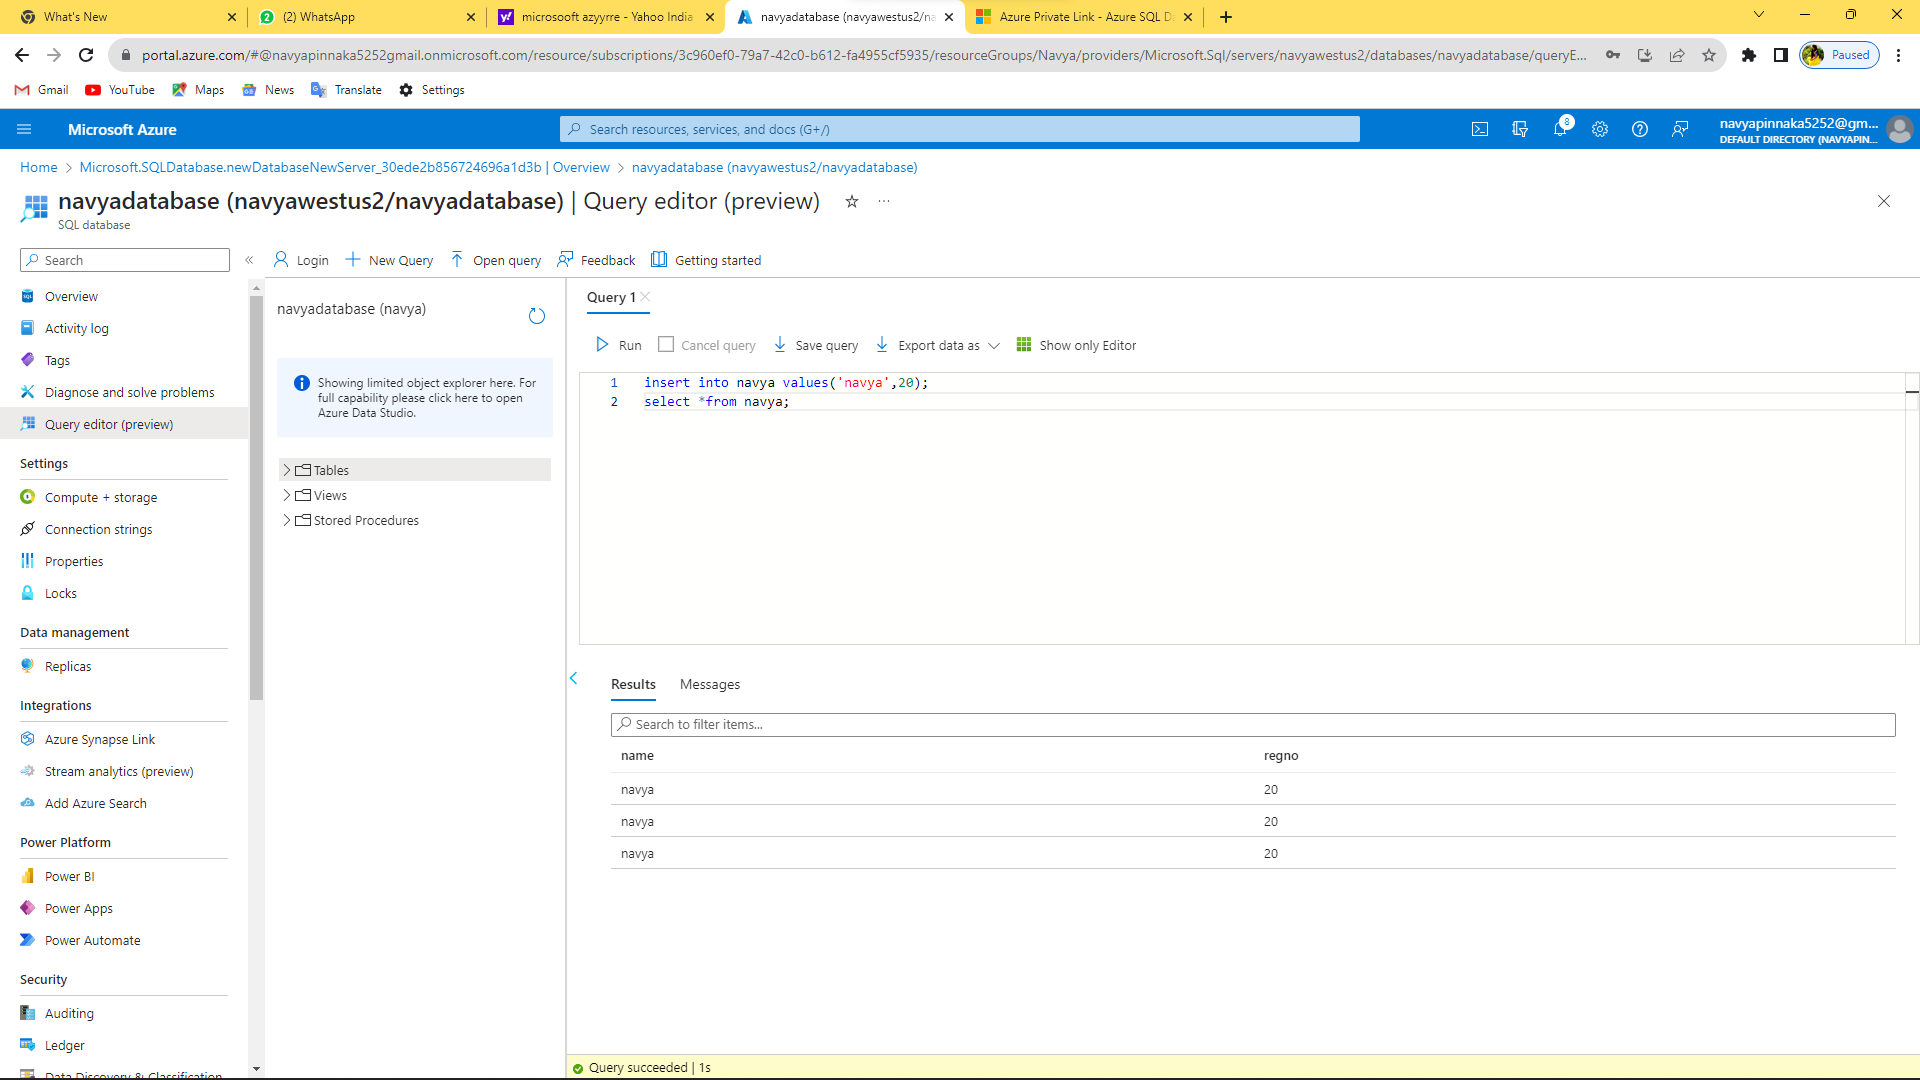 What's New
(2) WhatsApp
microsooft azyyrre - Yahoo India
navyadatabase (navyawestus2/na
Azure Private Link - Azure SQL D
portal.azure.com/#@navyapinnaka5252gmail.onmicrosoft.com/resource/subscriptions/3c960ef0-79a7-42c0-b612-fa4955cf5935/resourceGroups/Navya/providers/Microsoft.Sql/servers/navyawestus2/databases/navyadatabase/queryE...
Paused
Gmail
YouTube
Maps
News
Translate
Settings
Microsoft Azure
Search resources, services, and docs (G+/)
8
navyapinnaka5252@gm...
DEFAULT DIRECTORY (NAVYAPIN...
Home > Microsoft.SQLDatabase.newDatabaseNewServer_30ede2b856724696a1d3b | Overview > navyadatabase (navyawestus2/navyadatabase)
navyadatabase (navyawestus2/navyadatabase) | Query editor (preview)
SQL database
Search
Overview
Activity log
Tags
Diagnose and solve problems
Query editor (preview)
Settings
Compute + storage
Connection strings
Properties
Locks
Data management
Replicas
Integrations
Azure Synapse Link
Stream analytics (preview)
Add Azure Search
Power Platform
Power BI
Power Apps
Power Automate
Security
Auditing
Ledger
Data Discovery & Classification
Login
New Query
Open query
Feedback
Getting started
navyadatabase (navya)
Showing limited object explorer here. For
full capability please click here to open
Azure Data Studio.
Tables
Views
Stored Procedures
Query 1
Run
Cancel query
Save query
Export data as
Show only Editor
1 insert into navya values('navya',20);
2 select *from navya;
Results
Messages
Search to filter items...
name regno
navya 20
navya 20
navya 20
Query succeeded | 1s